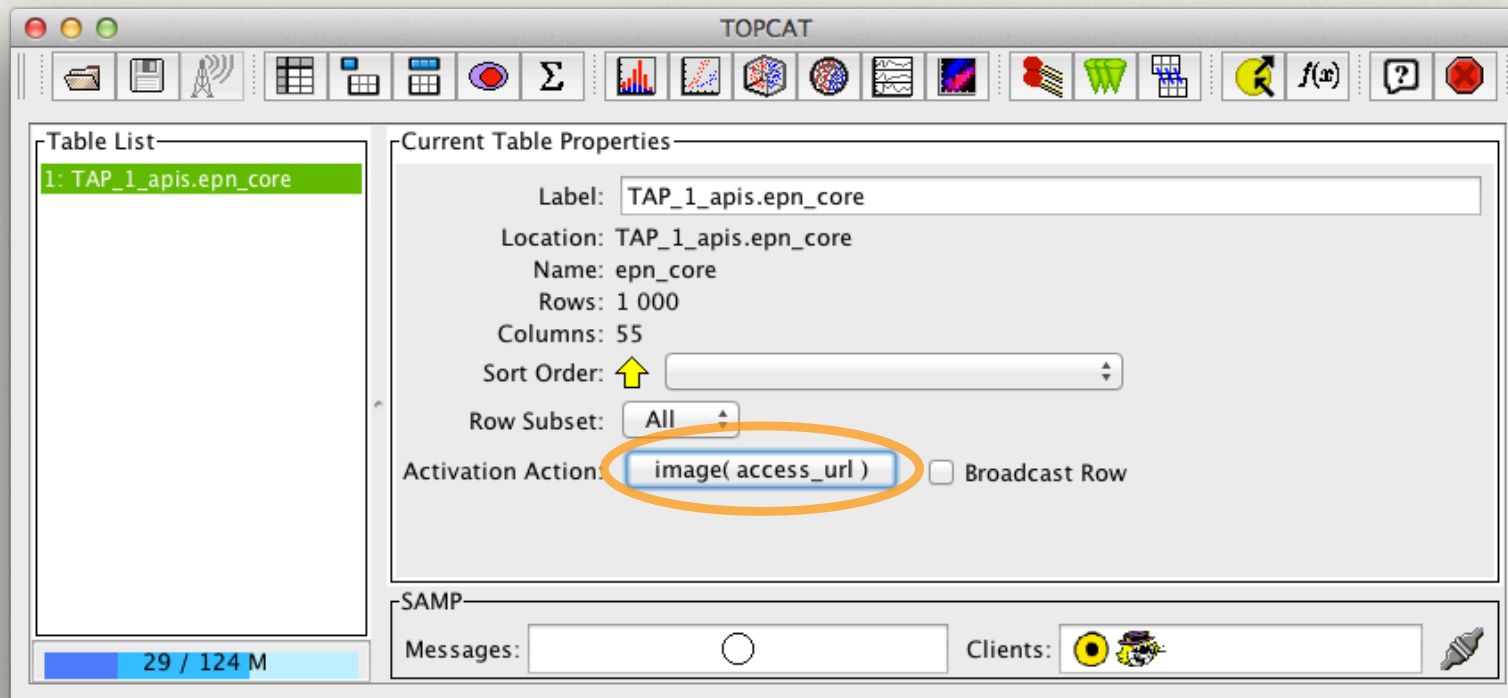 TOPCAT
Σ
f(x)
?
Table List
1: TAP_1_apis.epn_core
29 / 124 M
Current Table Properties
Label: TAP_1_apis.epn_core
Location: TAP_1_apis.epn_core
Name: epn_core
Rows: 1 000
Columns: 55
Sort Order:
Row Subset: All
Activation Action: image( access_url ) Broadcast Row
SAMP
Messages: Clients: